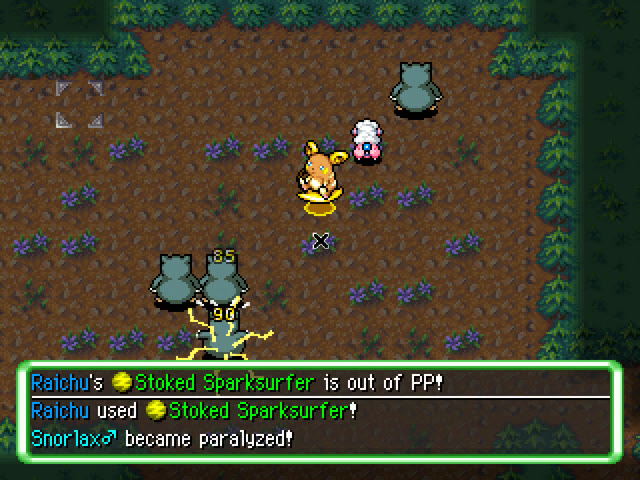 85
90
Raichu's Stoked Sparksurfer is out of PP!
Raichu used Stoked Sparksurfer!
Snorlax♂ became paralyzed!